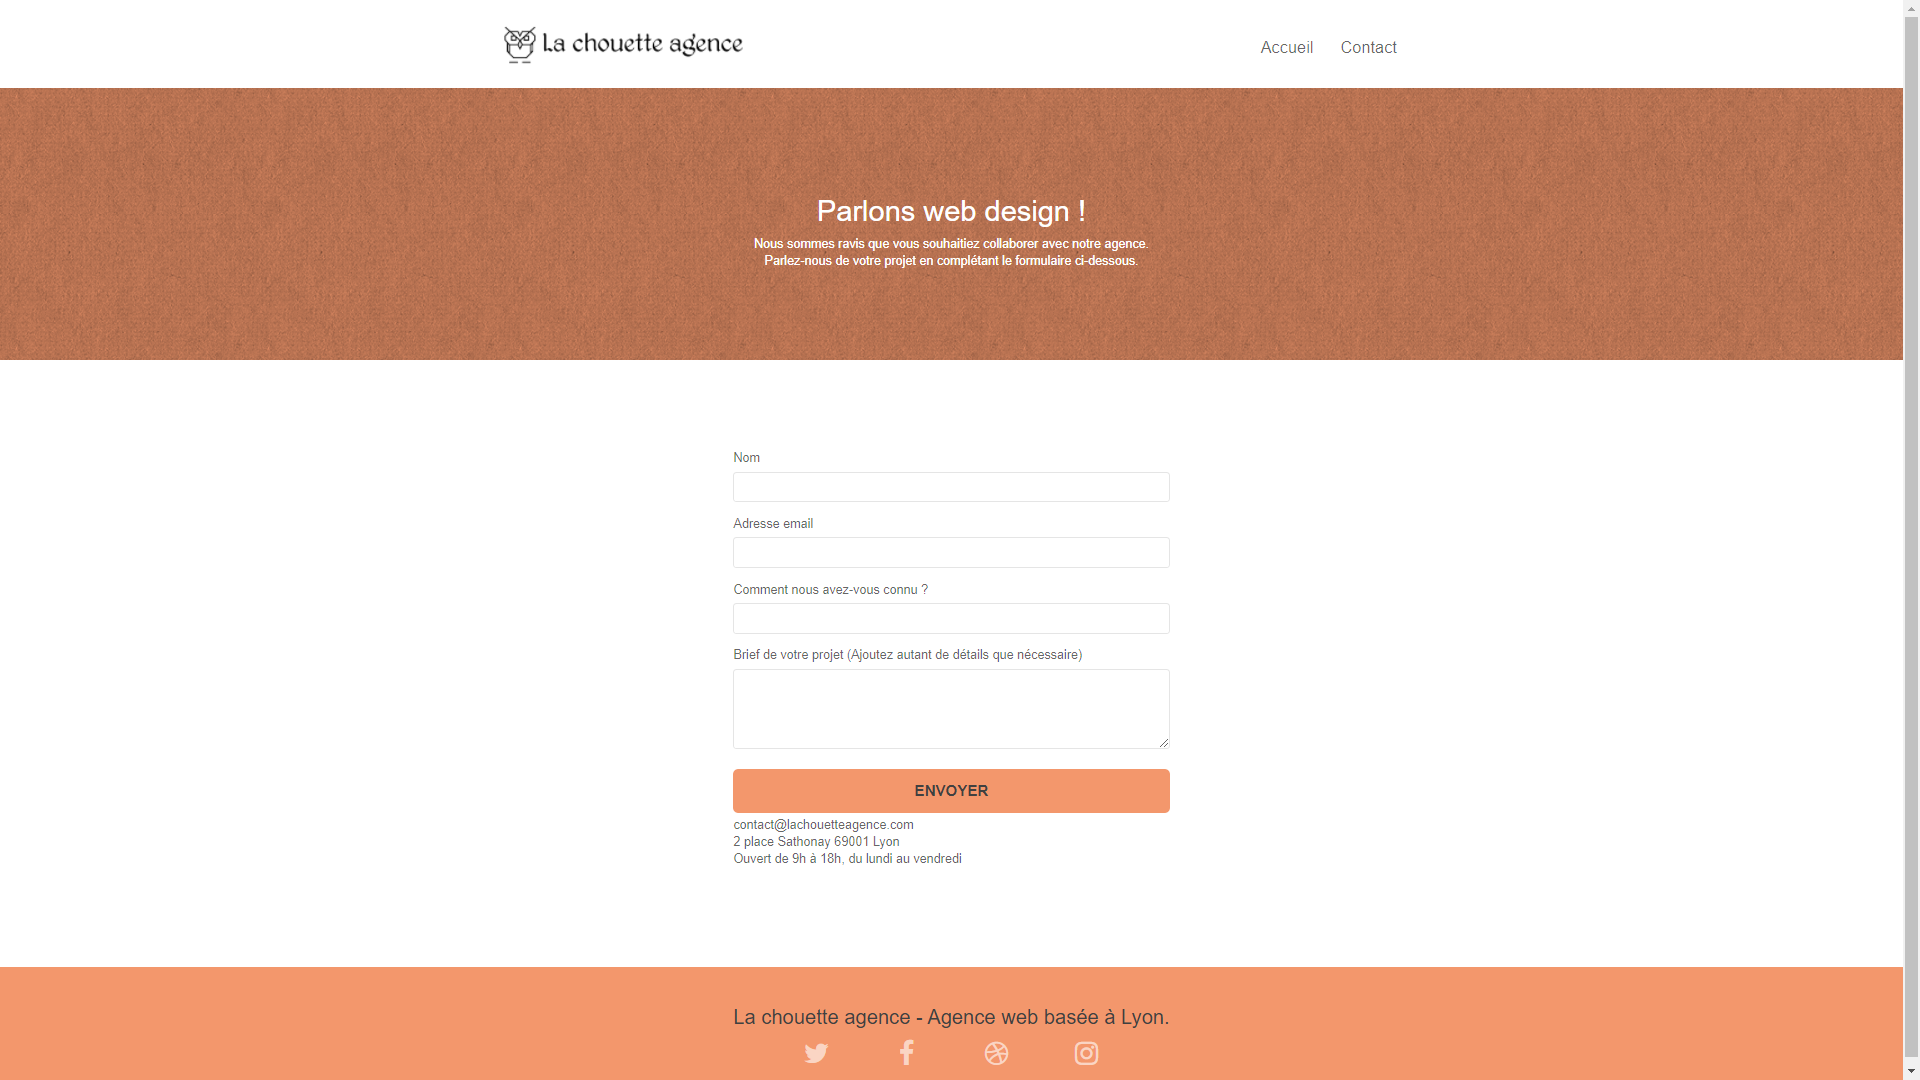 La chouette agence
Accueil
Contact
Parlons web design !
Nous sommes ravis que vous souhaitiez collaborer avec notre agence.
Parlez-nous de votre projet en complétant le formulaire ci-dessous.
Nom
Adresse email
Comment nous avez-vous connu ?
Brief de votre projet (Ajoutez autant de détails que nécessaire)
ENVOYER
contact@lachouetteagence.com
2 place Sathonay 69001 Lyon
Ouvert de 9h à 18h, du lundi au vendredi
La chouette agence - Agence web basée à Lyon.